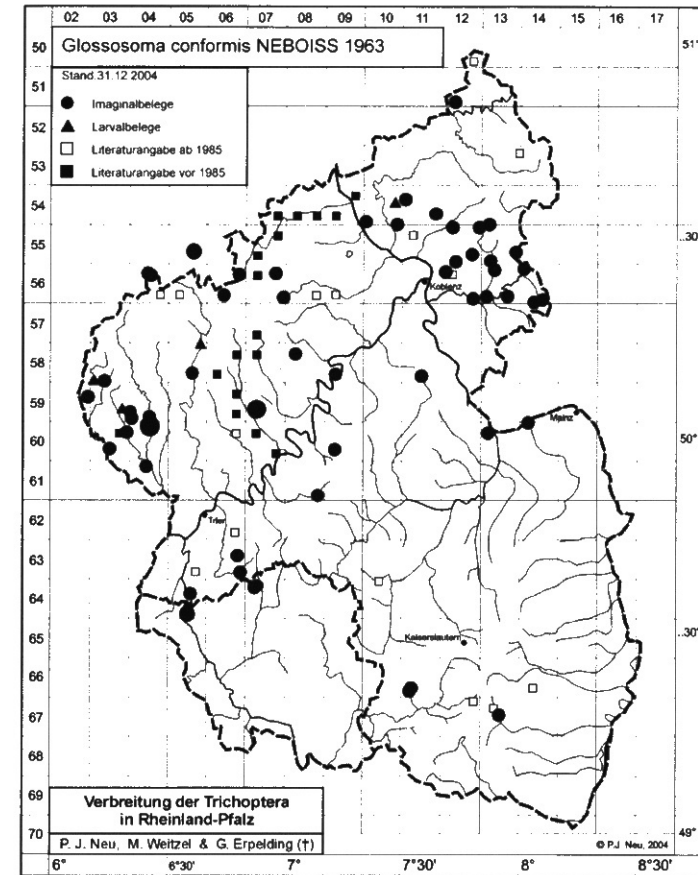 02 03 04 05 06 07 08 09 10 11 12 13 14 15 16 17
Glossosoma conformis NEBOISS 1963
Stand.31.12 2004
Imaginalbelege
Larvalbelege
Literaturangabe ab 1985
Literaturangabe vor 1985
50
51
52
53
54
55
56
57
58
59
60
61
62
63
64
65
66
67
68
69
70
51°
30
50°
30
49°
Koblenz
Mainz
Trier
Kaiserslautern
Verbreitung der Trichoptera
in Rheinland-Pfalz
P. J. Neu, M. Weitzel & G. Erpelding (†)
© P.J. Neu, 2004
6° 6°30' 7° 7°30' 8° 8°30'